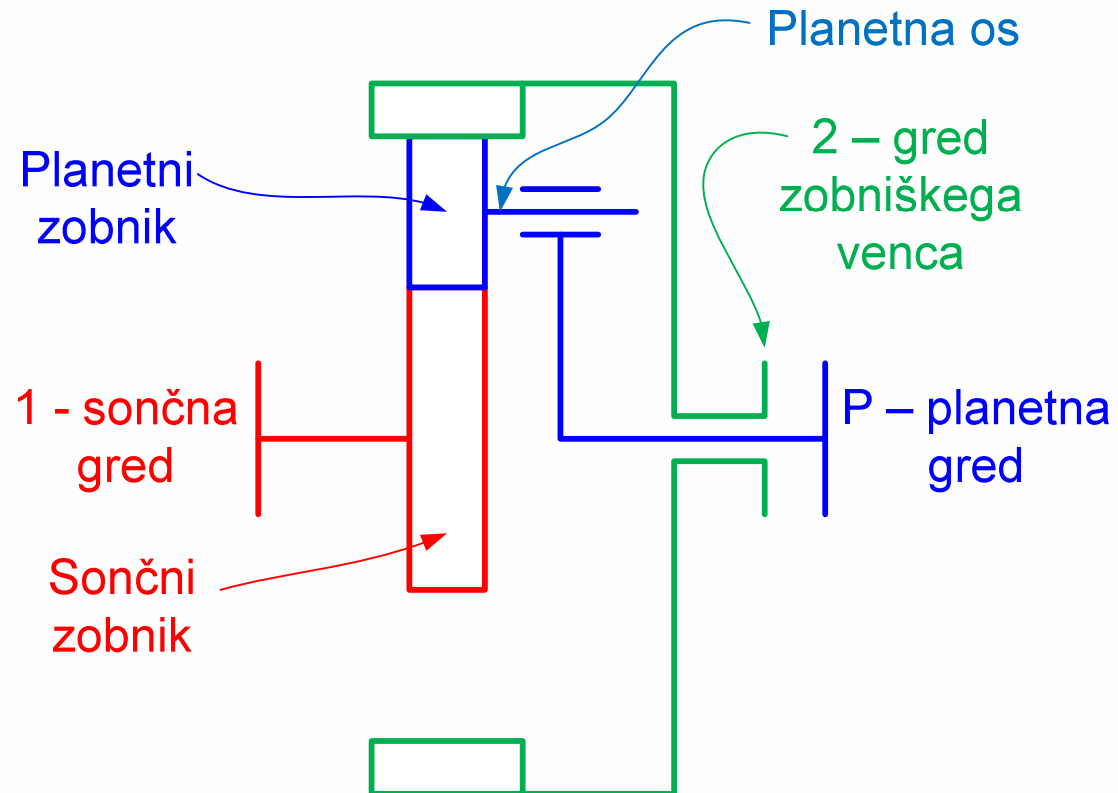 Planetna os
2 – gred
zobniškega
venca
Planetni
zobnik
1 - sončna
gred
P – planetna
gred
Sončni
zobnik